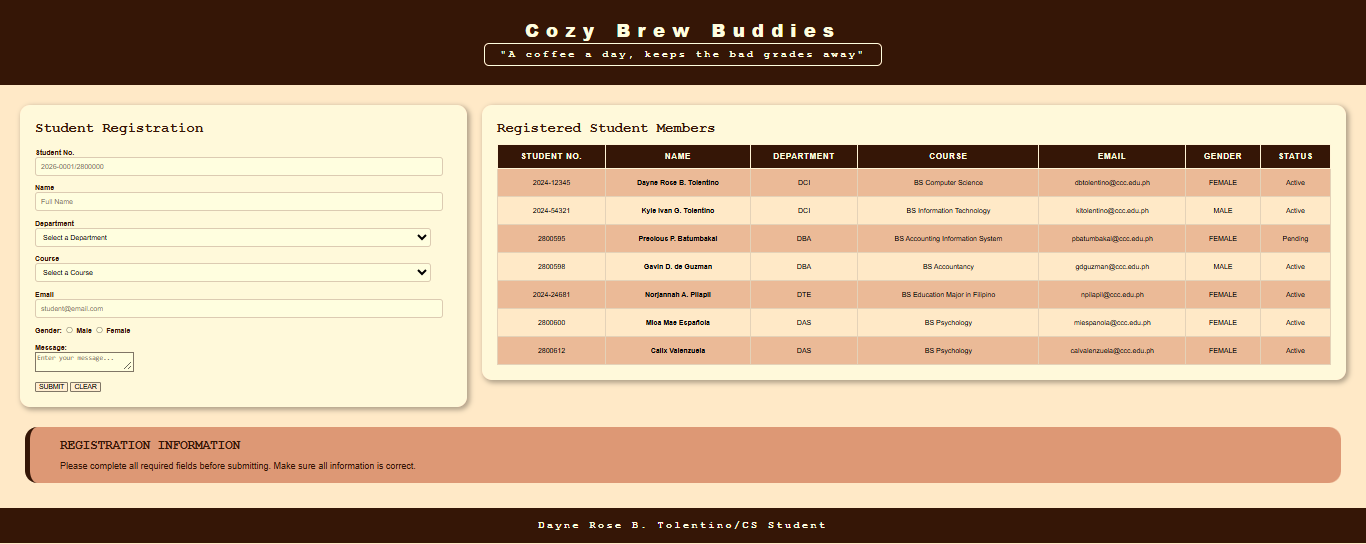 Cozy Brew Buddies
"A coffee a day, keeps the bad grades away"
Student Registration
Student No.
2026-0001/2800000
Name
Full Name
Department
Select a Department
Course
Select a Course
Email
student@email.com
Gender: Male Female
Message:
Enter your message...
SUBMIT CLEAR
Registered Student Members
STUDENT NO. NAME DEPARTMENT COURSE EMAIL GENDER STATUS
2024-12345 Dayne Rose B. Tolentino DCI BS Computer Science dbtolentino@ccc.edu.ph FEMALE Active
2024-54321 Kyle Ivan G. Tolentino DCI BS Information Technology kitolentino@ccc.edu.ph MALE Active
2800595 Precious P. Batumbakal DBA BS Accounting Information System pbatumbakal@ccc.edu.ph FEMALE Pending
2800598 Gavin D. de Guzman DBA BS Accountancy gdguzman@ccc.edu.ph MALE Active
2024-24681 Norjannah A. Pilapil DTE BS Education Major in Filipino npilapil@ccc.edu.ph FEMALE Active
2800600 Mica Mae Española DAS BS Psychology mespanola@ccc.edu.ph FEMALE Active
2800612 Calix Valenzuela DAS BS Psychology calvalenzuela@ccc.edu.ph FEMALE Active
REGISTRATION INFORMATION
Please complete all required fields before submitting. Make sure all information is correct.
Dayne Rose B. Tolentino/CS Student